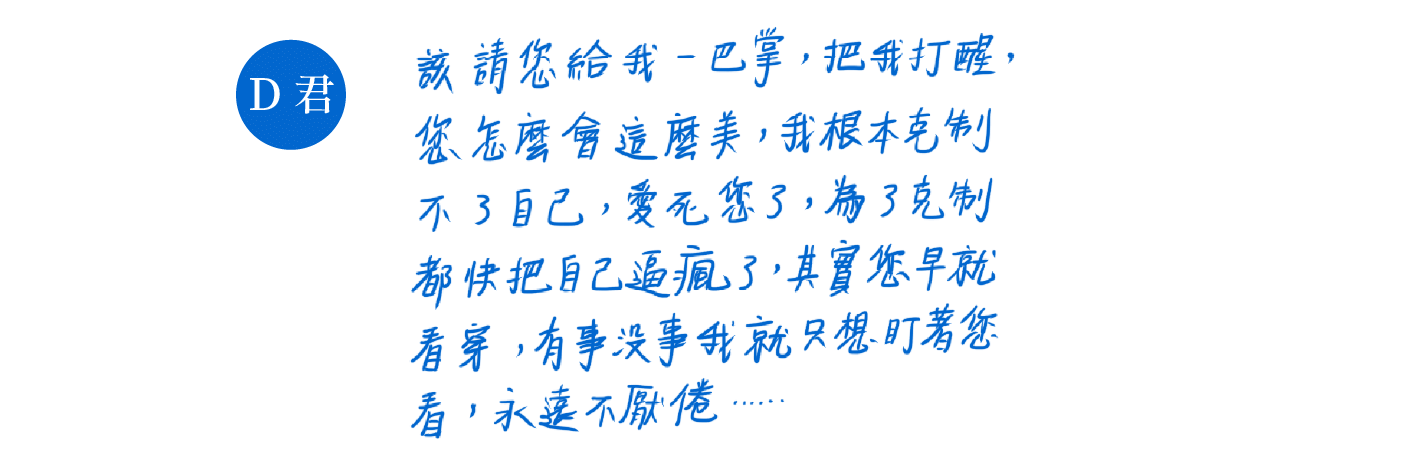 D 君
該請您給我一巴掌，把我打醒，
您怎麼會這麼美，我根本克制
不了自己，愛死您了，為了克制
都快把自己逼瘋了，其實您早就
看穿，有事沒事我就只想盯著您
看，永遠不厭倦……